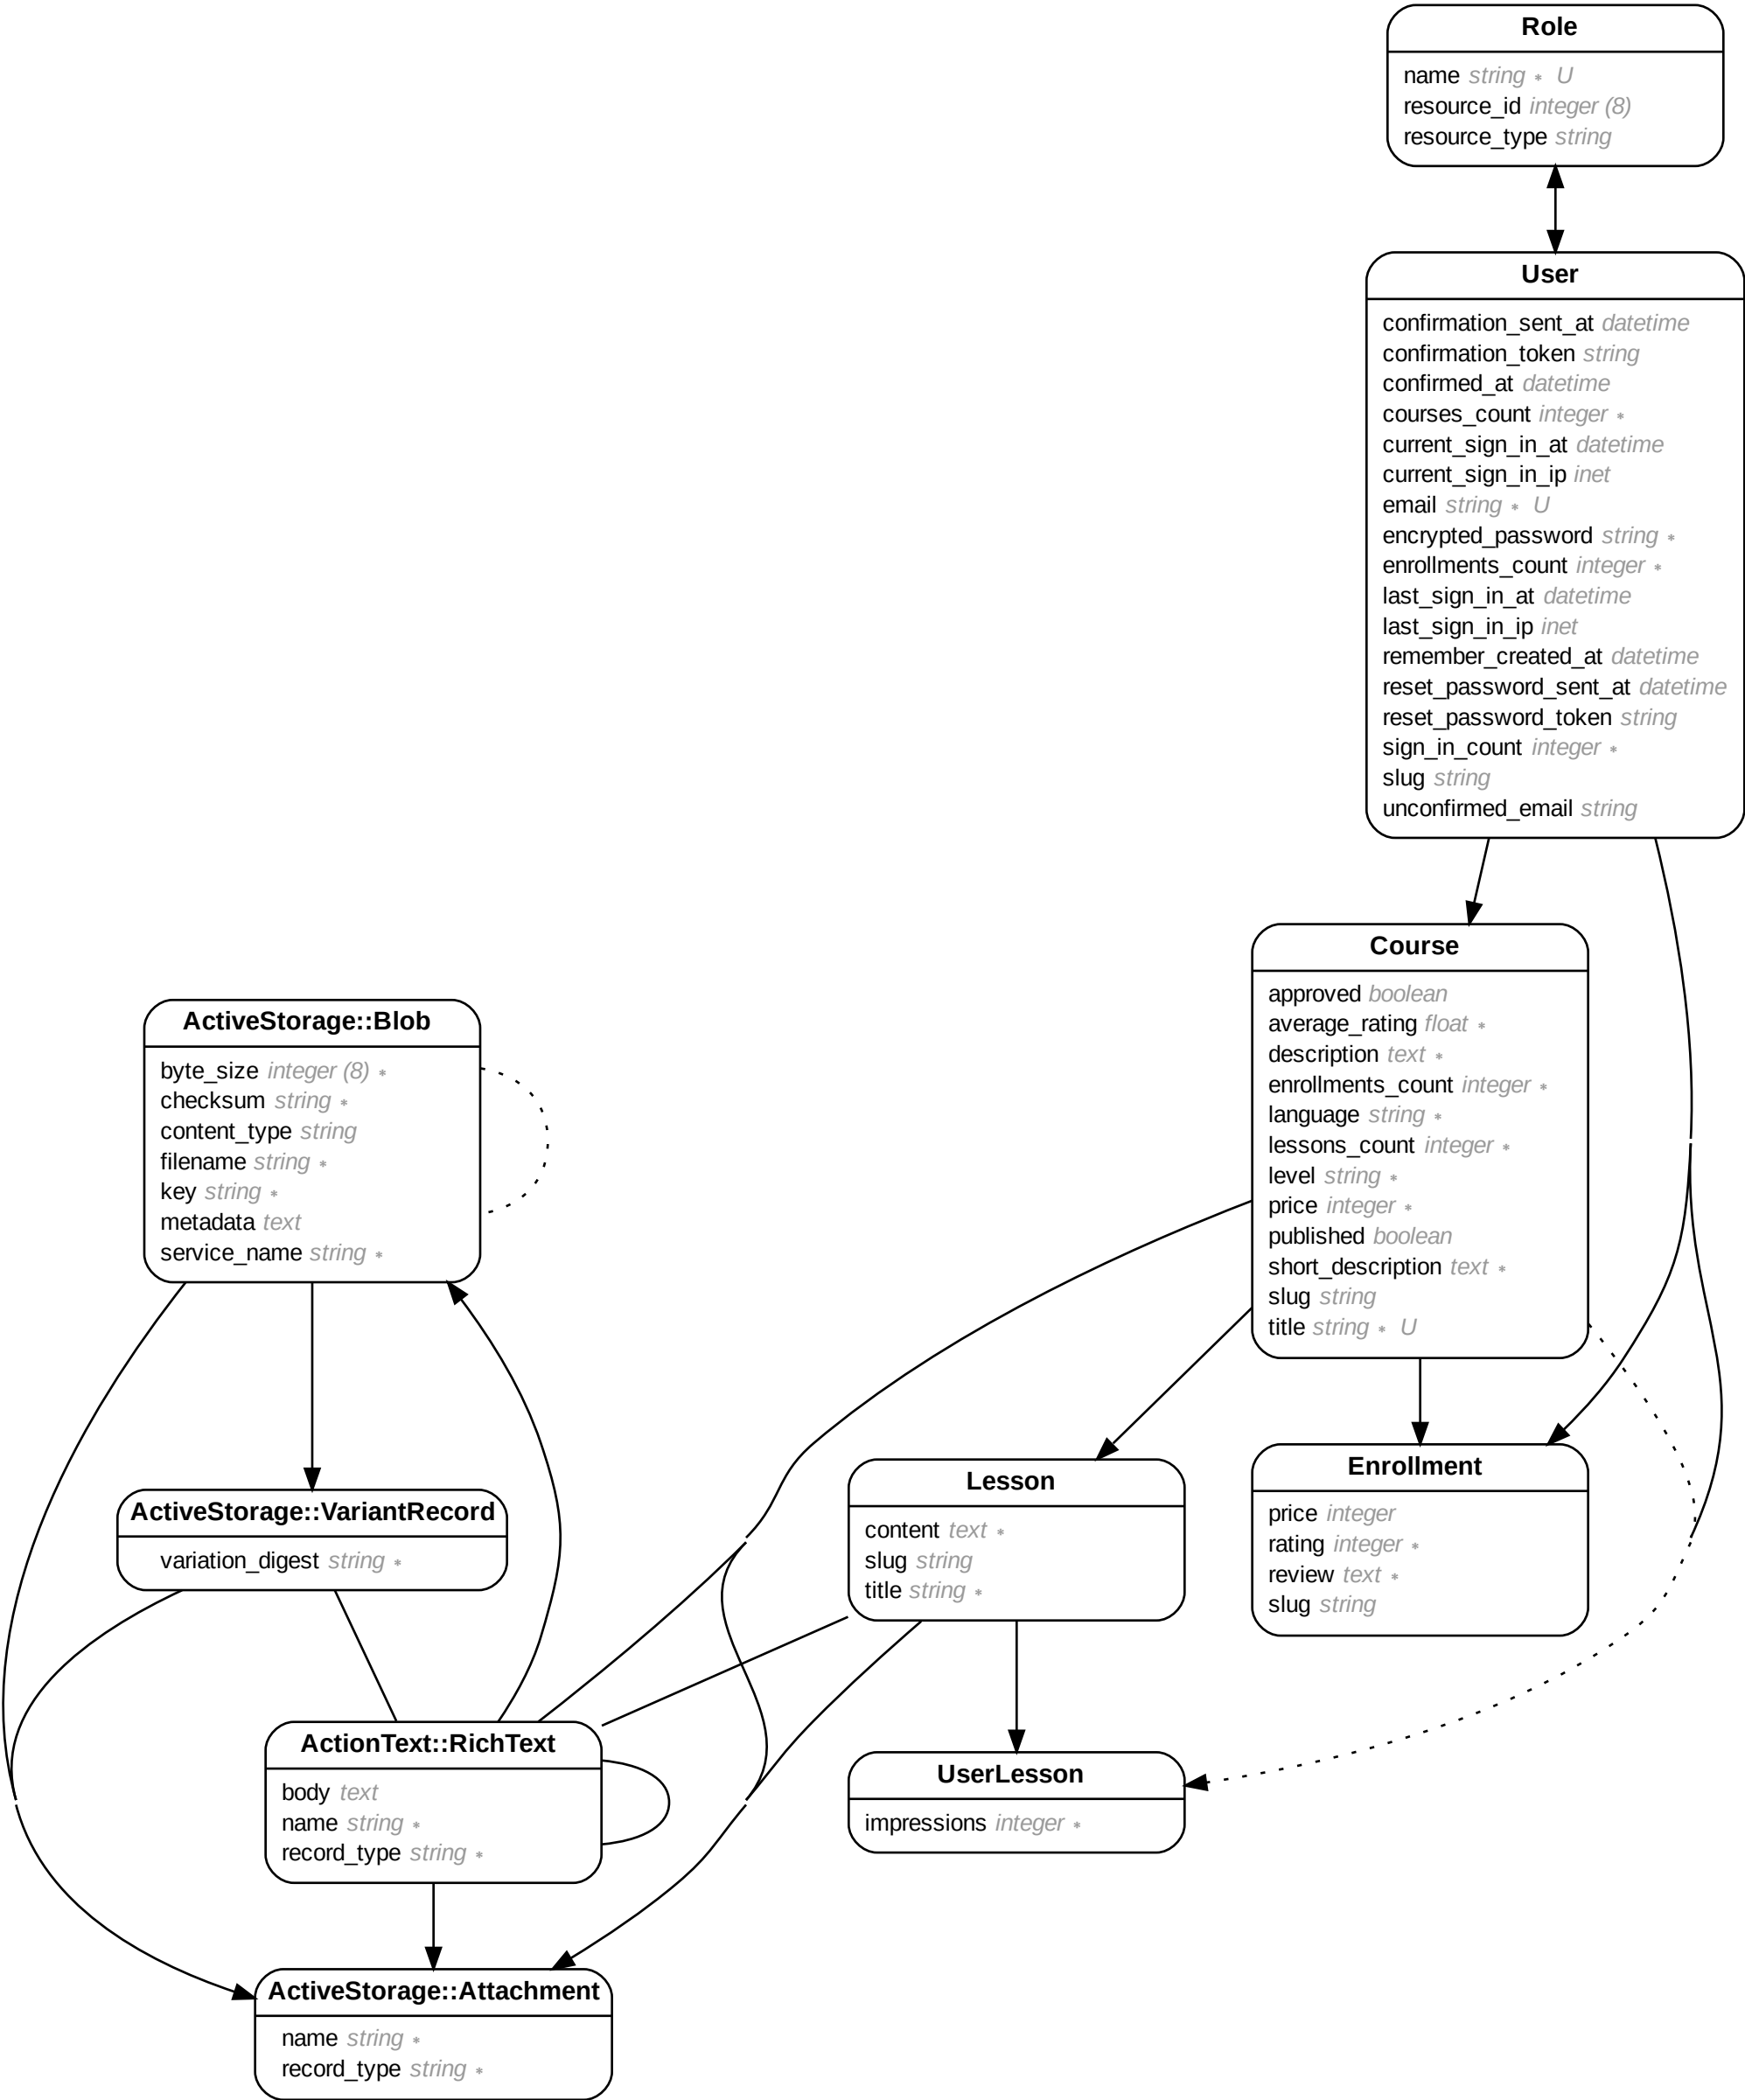 Role
name string * U
resource_id integer (8)
resource_type string
User
confirmation_sent_at datetime
confirmation_token string
confirmed_at datetime
courses_count integer *
current_sign_in_at datetime
current_sign_in_ip inet
email string * U
encrypted_password string *
enrollments_count integer *
last_sign_in_at datetime
last_sign_in_ip inet
remember_created_at datetime
reset_password_sent_at datetime
reset_password_token string
sign_in_count integer *
slug string
unconfirmed_email string
Course
approved boolean
average_rating float *
description text *
enrollments_count integer *
language string *
lessons_count integer *
level string *
price integer *
published boolean
short_description text *
slug string
title string * U
ActiveStorage::Blob
byte_size integer (8) *
checksum string *
content_type string
filename string *
key string *
metadata text
service_name string *
Enrollment
price integer
rating integer *
review text *
slug string
Lesson
content text *
slug string
title string *
ActiveStorage::VariantRecord
variation_digest string *
ActionText::RichText
body text
name string *
record_type string *
UserLesson
impressions integer *
ActiveStorage::Attachment
name string *
record_type string *